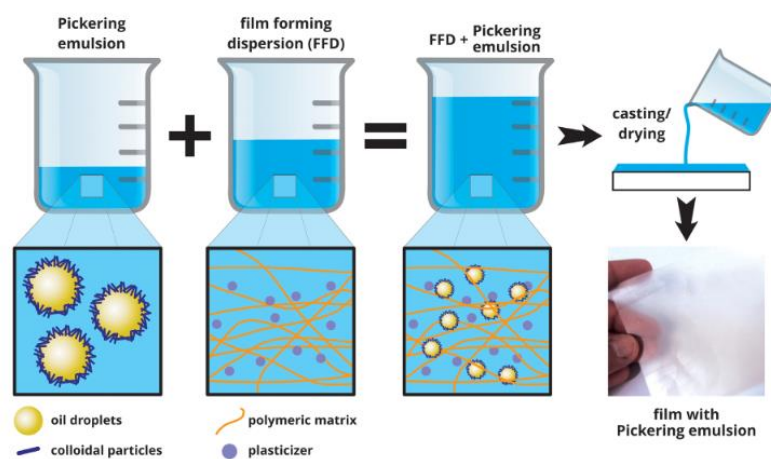 Pickering
emulsion
film forming
dispersion (FFD)
FFD + Pickering
emulsion
casting/
drying
oil droplets
colloidal particles
polymeric matrix
plasticizer
film with
Pickering emulsion